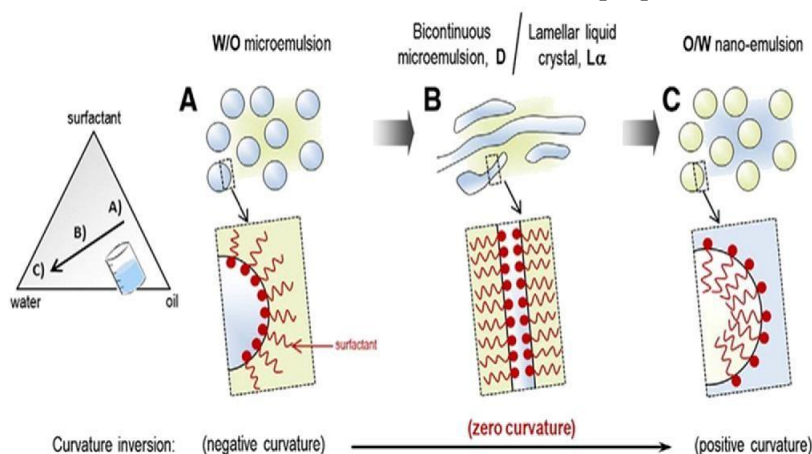 W/O microemulsion
Bicontinuous
microemulsion, D
Lamellar liquid
crystal, Lα
O/W nano-emulsion
A
B
C
surfactant
A)
B)
C)
water
oil
surfactant
Curvature inversion:
(negative curvature)
(zero curvature)
(positive curvature)